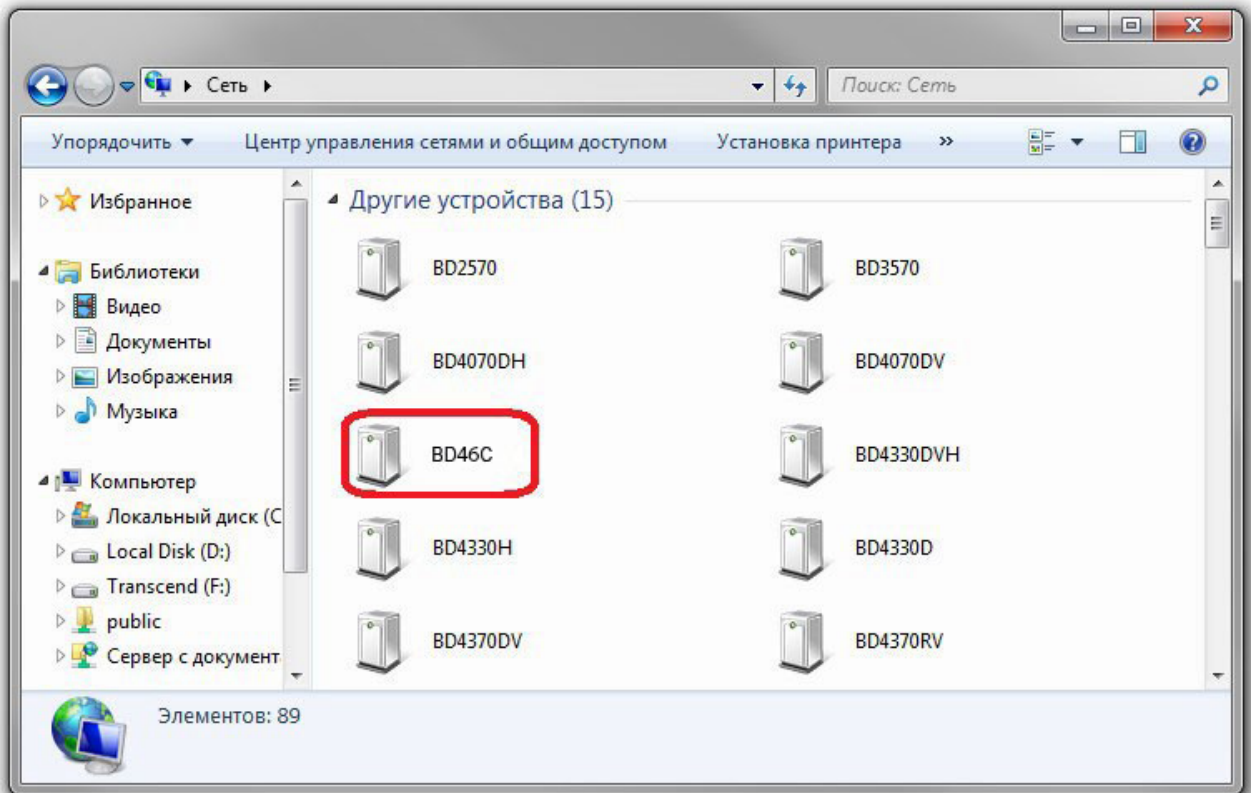 Сеть
Поиск: Сеть
Упорядочить
Центр управления сетями и общим доступом
Установка принтера
»
Избранное
Библиотеки
Видео
Документы
Изображения
Музыка
Компьютер
Локальный диск (C
Local Disk (D:)
Transcend (F:)
public
Сервер с документ
Другие устройства (15)
BD2570
BD3570
BD4070DH
BD4070DV
BD46C
BD4330DVH
BD4330H
BD4330D
BD4370DV
BD4370RV
Элементов: 89